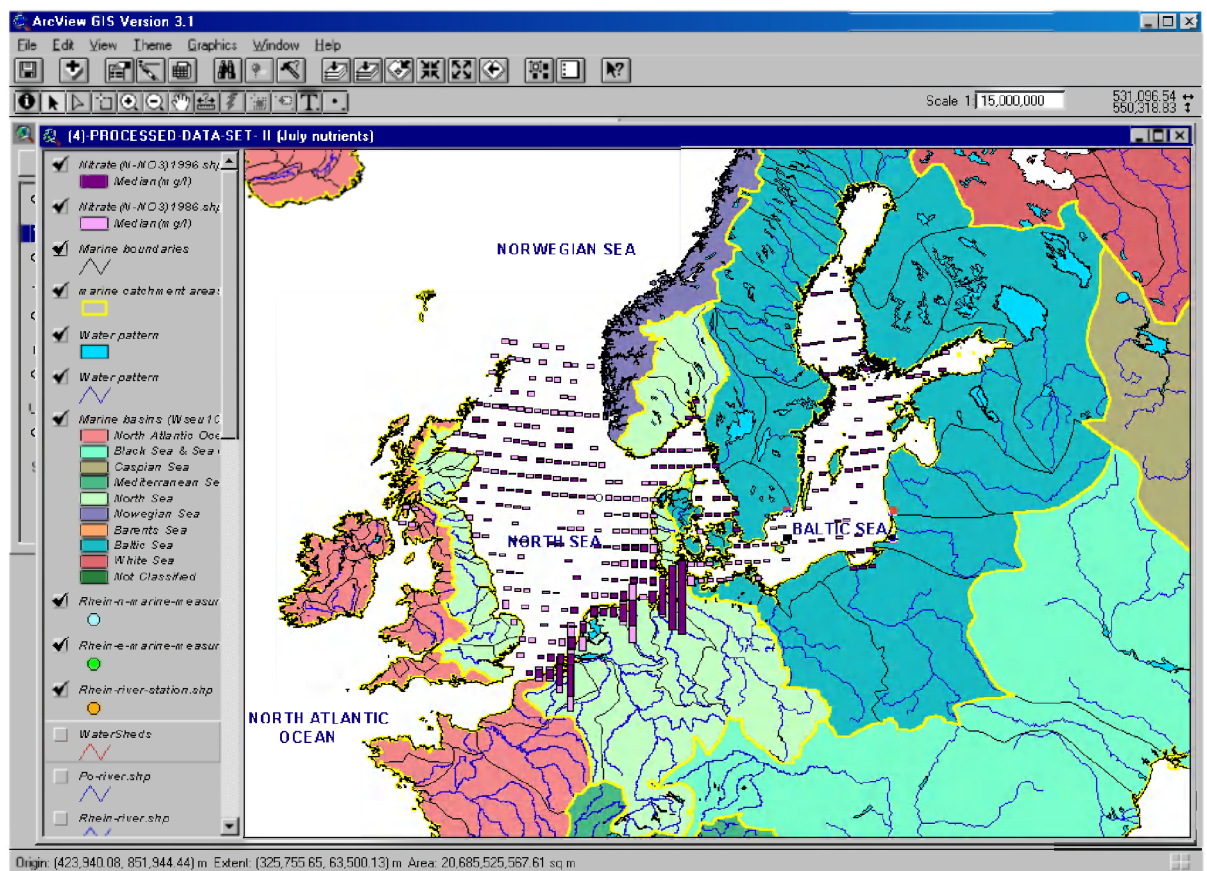 ArcView GIS Version 3.1
File Edit View Theme Graphics Window Help
Scale 1: 15,000,000
531,096.54
550,318.83
(4)-PROCESSED-DATA-SET- II (July nutrients)
Nitrate (N-NO3) 1996.shp
Median (mg/l)
Nitrate (N-NO3) 1986.shp
Median (mg/l)
Marine boundaries
marine catchment area
Water pattern
Water pattern
Marine basins (Wseu10
North Atlantic Oce
Black Sea & Sea
Caspian Sea
Mediterranean Se
North Sea
Nowegian Sea
Barents Sea
Baltic Sea
White Sea
Not Classified
Rhein-n-marine-measur
Rhein-e-marine-measur
Rhein-river-station.shp
WaterSheds
Po-river.shp
Rhein-river.shp
NORWEGIAN SEA
NORTH SEA
BALTIC SEA
NORTH ATLANTIC
OCEAN
Origin: (423,940.08, 851,944.44) m Extent: (325,755.65, 63,500.13) m Area: 20,685,525,567.61 sq m